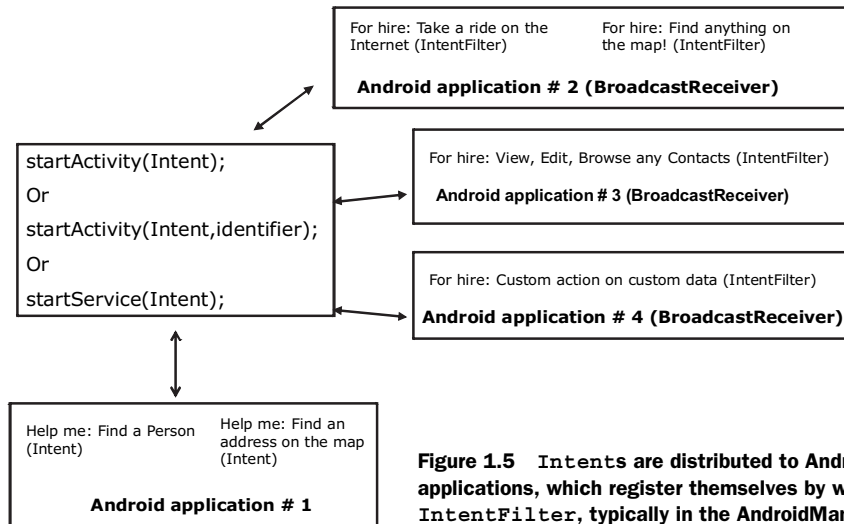 For hire: Take a ride on the
Internet (IntentFilter)
For hire: Find anything on
the map! (IntentFilter)
Android application # 2 (BroadcastReceiver)
startActivity(Intent);
Or
startActivity(Intent,identifier);
Or
startService(Intent);
For hire: View, Edit, Browse any Contacts (IntentFilter)
Android application # 3 (BroadcastReceiver)
For hire: Custom action on custom data (IntentFilter)
Android application # 4 (BroadcastReceiver)
Help me: Find a Person
(Intent)
Help me: Find an
address on the map
(Intent)
Android application # 1
Figure 1.5 Intents are distributed to
applications, which register themselves by
IntentFilter, typically in the